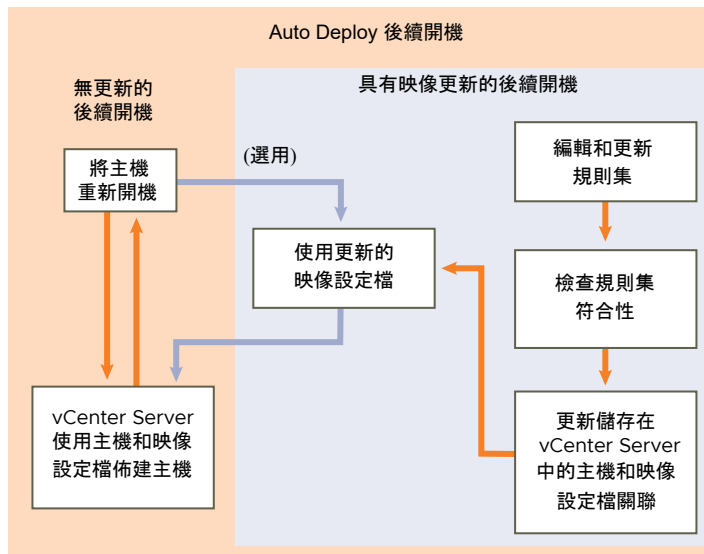 Auto Deploy 後續開機
無更新的
後續開機
將主機
重新開機
vCenter Server
使用主機和映像
設定檔佈建主機
具有映像更新的後續開機
(選用)
使用更新的
映像設定檔
編輯和更新
規則集
檢查規則集
符合性
更新儲存在
vCenter Server
中的主機和映像
設定檔關聯